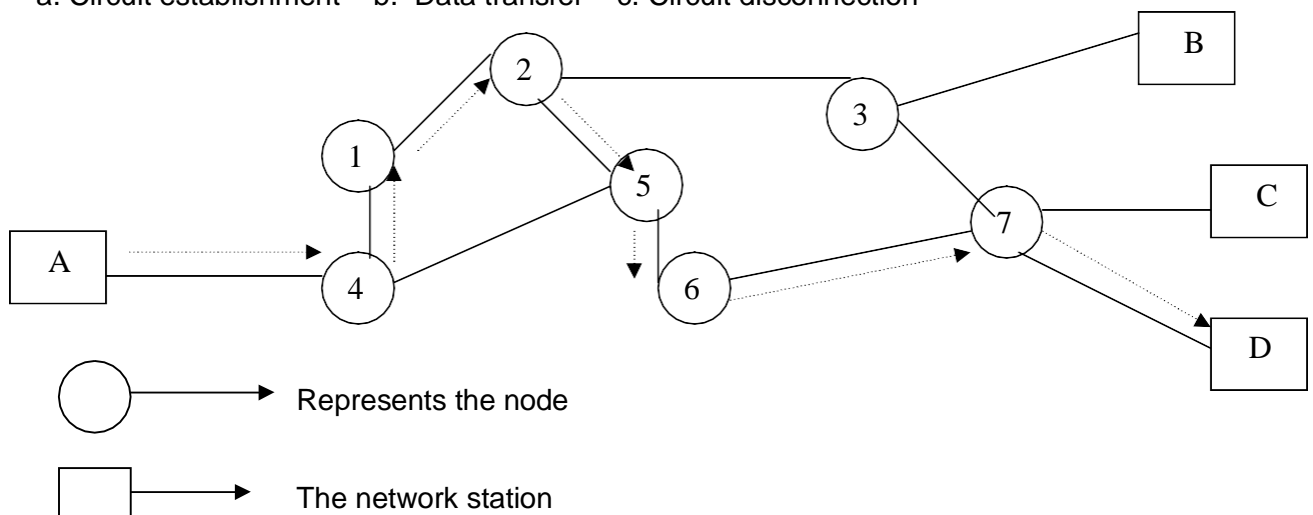 a. Circuit establishment b. Data transfer c. Circuit disconnection
B
2
3
1
5
C
7
A
4
6
D
Represents the node
The network station